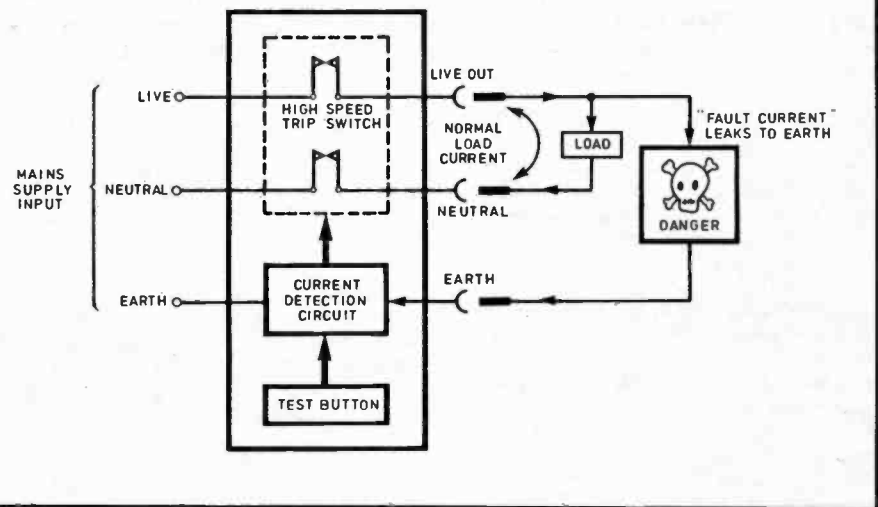 LIVE
HIGH SPEED
TRIP SWITCH
LIVE OUT
NORMAL
LOAD
CURRENT
LOAD
"FAULT CURRENT"
LEAKS TO EARTH
MAINS
SUPPLY
INPUT
NEUTRAL
NEUTRAL
DANGER
EARTH
CURRENT
DETECTION
CIRCUIT
EARTH
TEST BUTTON